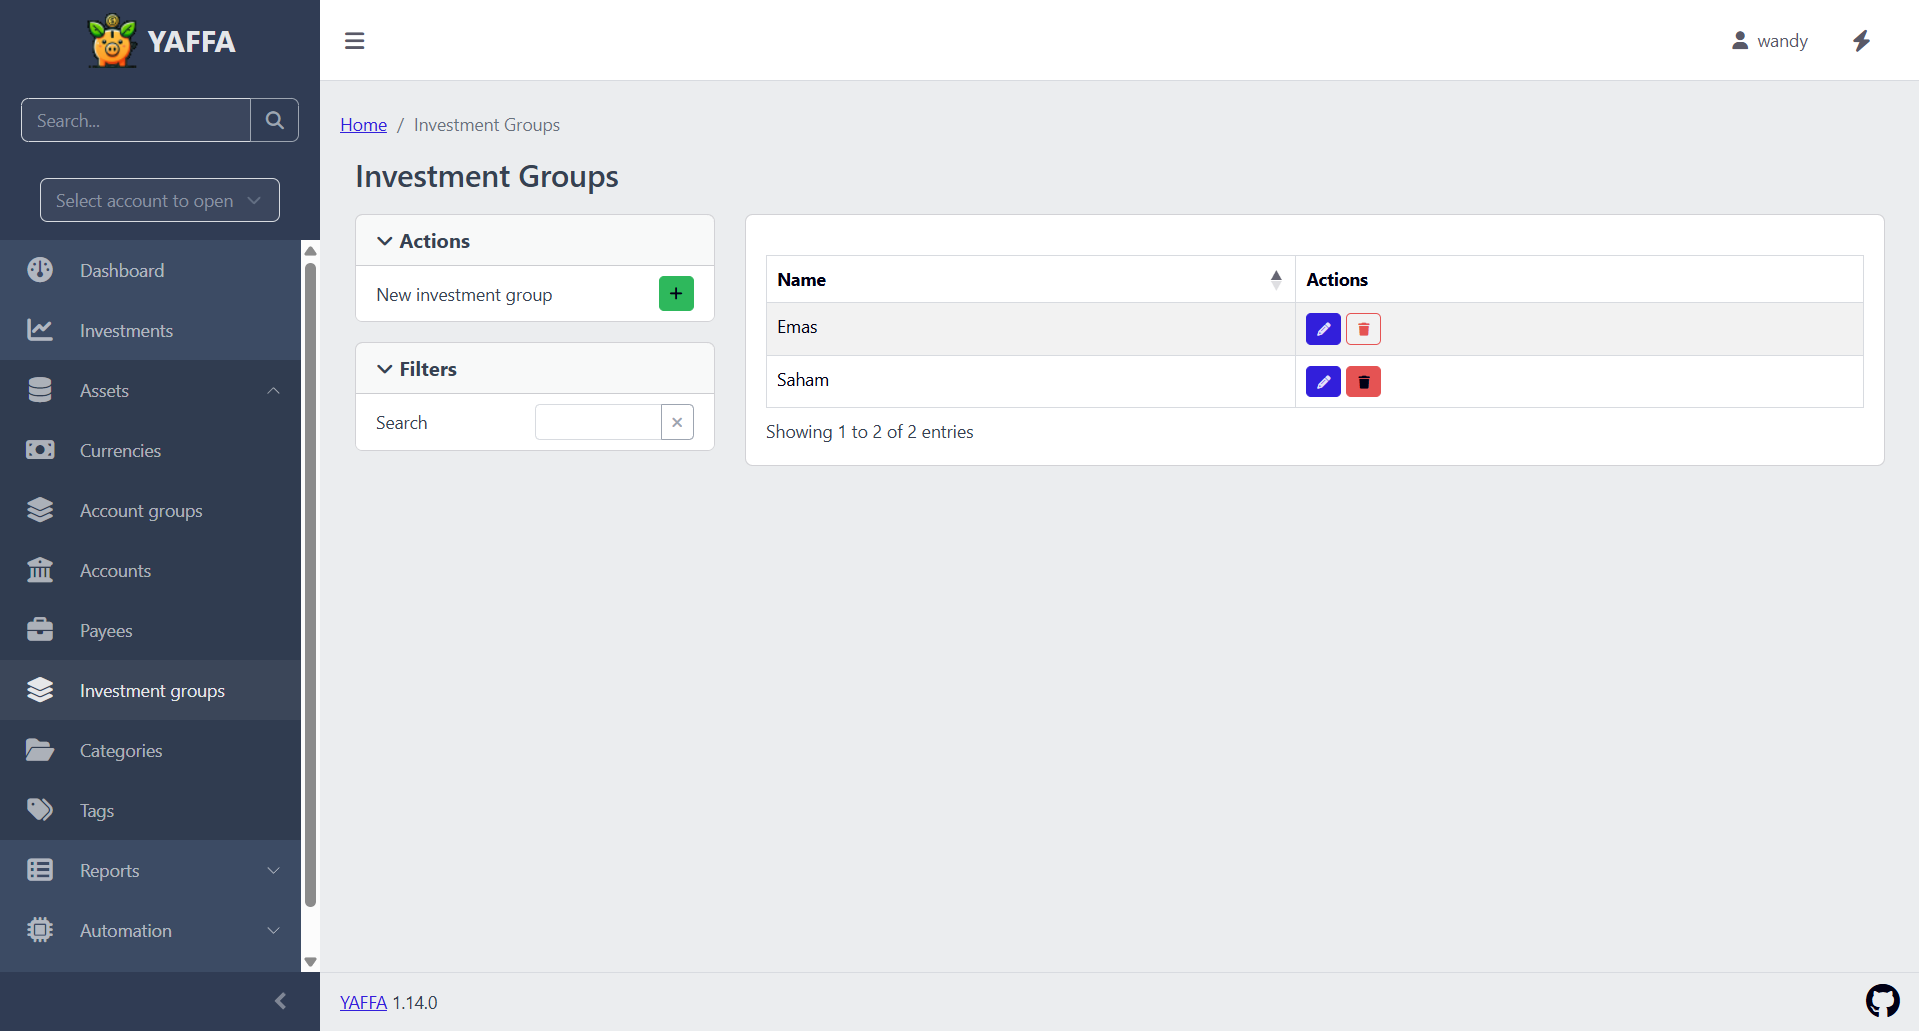 YAFFA
Search...
Select account to open
Dashboard
Investments
Assets
Currencies
Account groups
Accounts
Payees
Investment groups
Categories
Tags
Reports
Automation
wandy
Home / Investment Groups
Investment Groups
Actions
New investment group
Filters
Search
Name Actions
Emas
Saham
Showing 1 to 2 of 2 entries
YAFFA 1.14.0